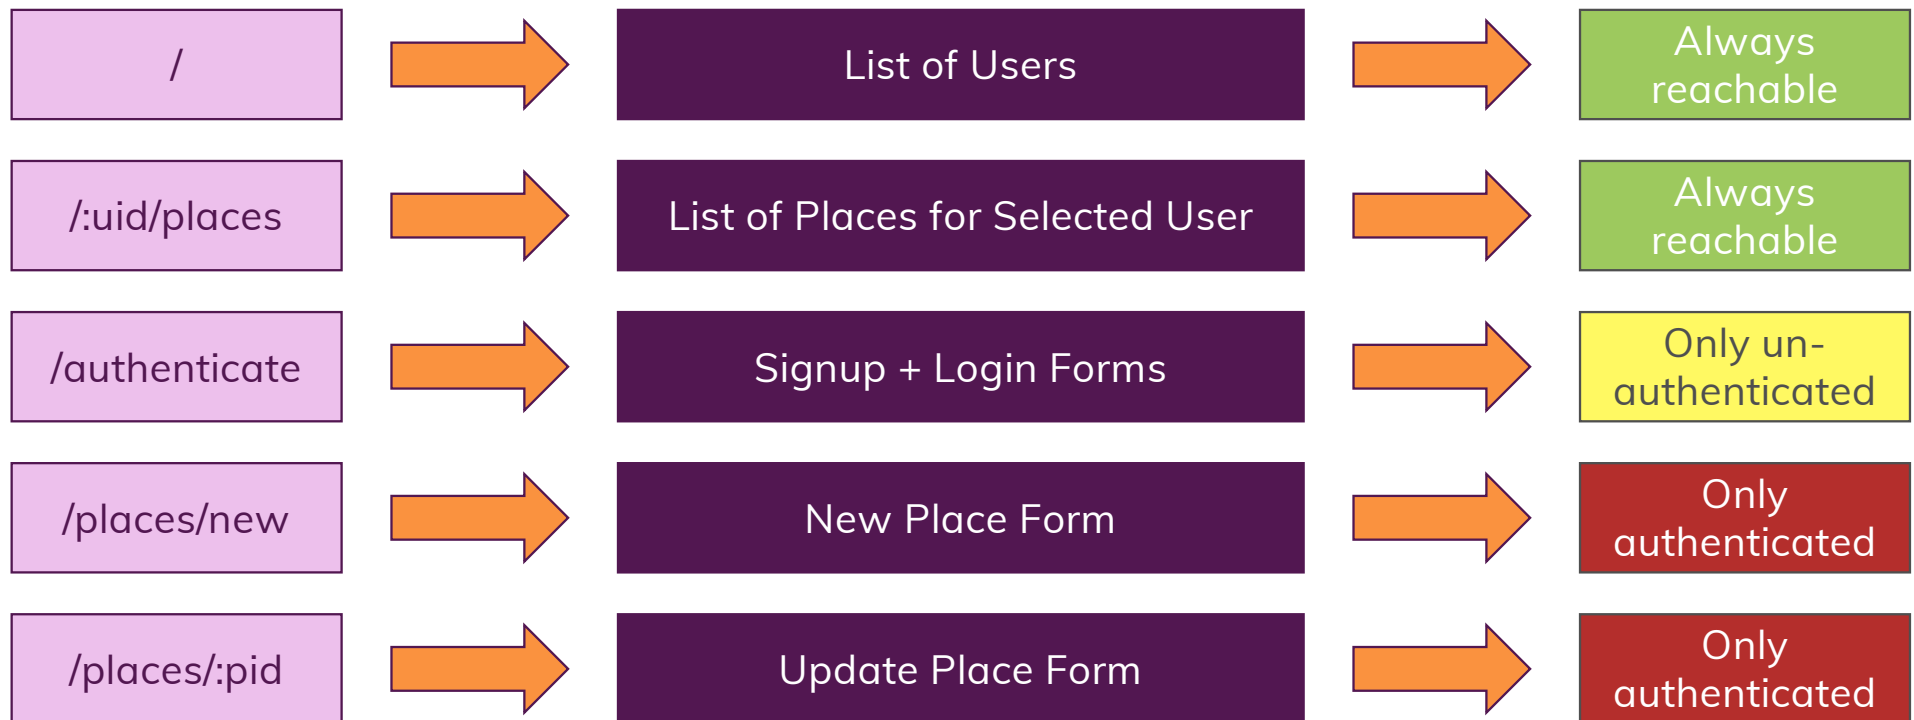 /
List of Users
Always
reachable
/:uid/places
List of Places for Selected User
Always
reachable
/authenticate
Signup + Login Forms
Only un-
authenticated
/places/new
New Place Form
Only
authenticated
/places/:pid
Update Place Form
Only
authenticated